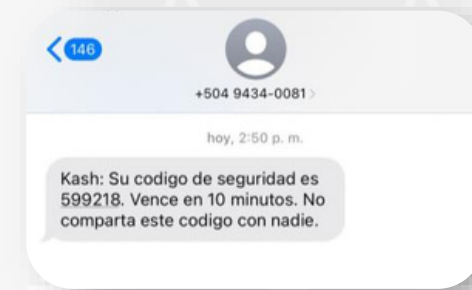 146
+504 9434-0081 >
hoy, 2:50 p. m.
Kash: Su codigo de seguridad es
599218. Vence en 10 minutos. No
comparta este codigo con nadie.